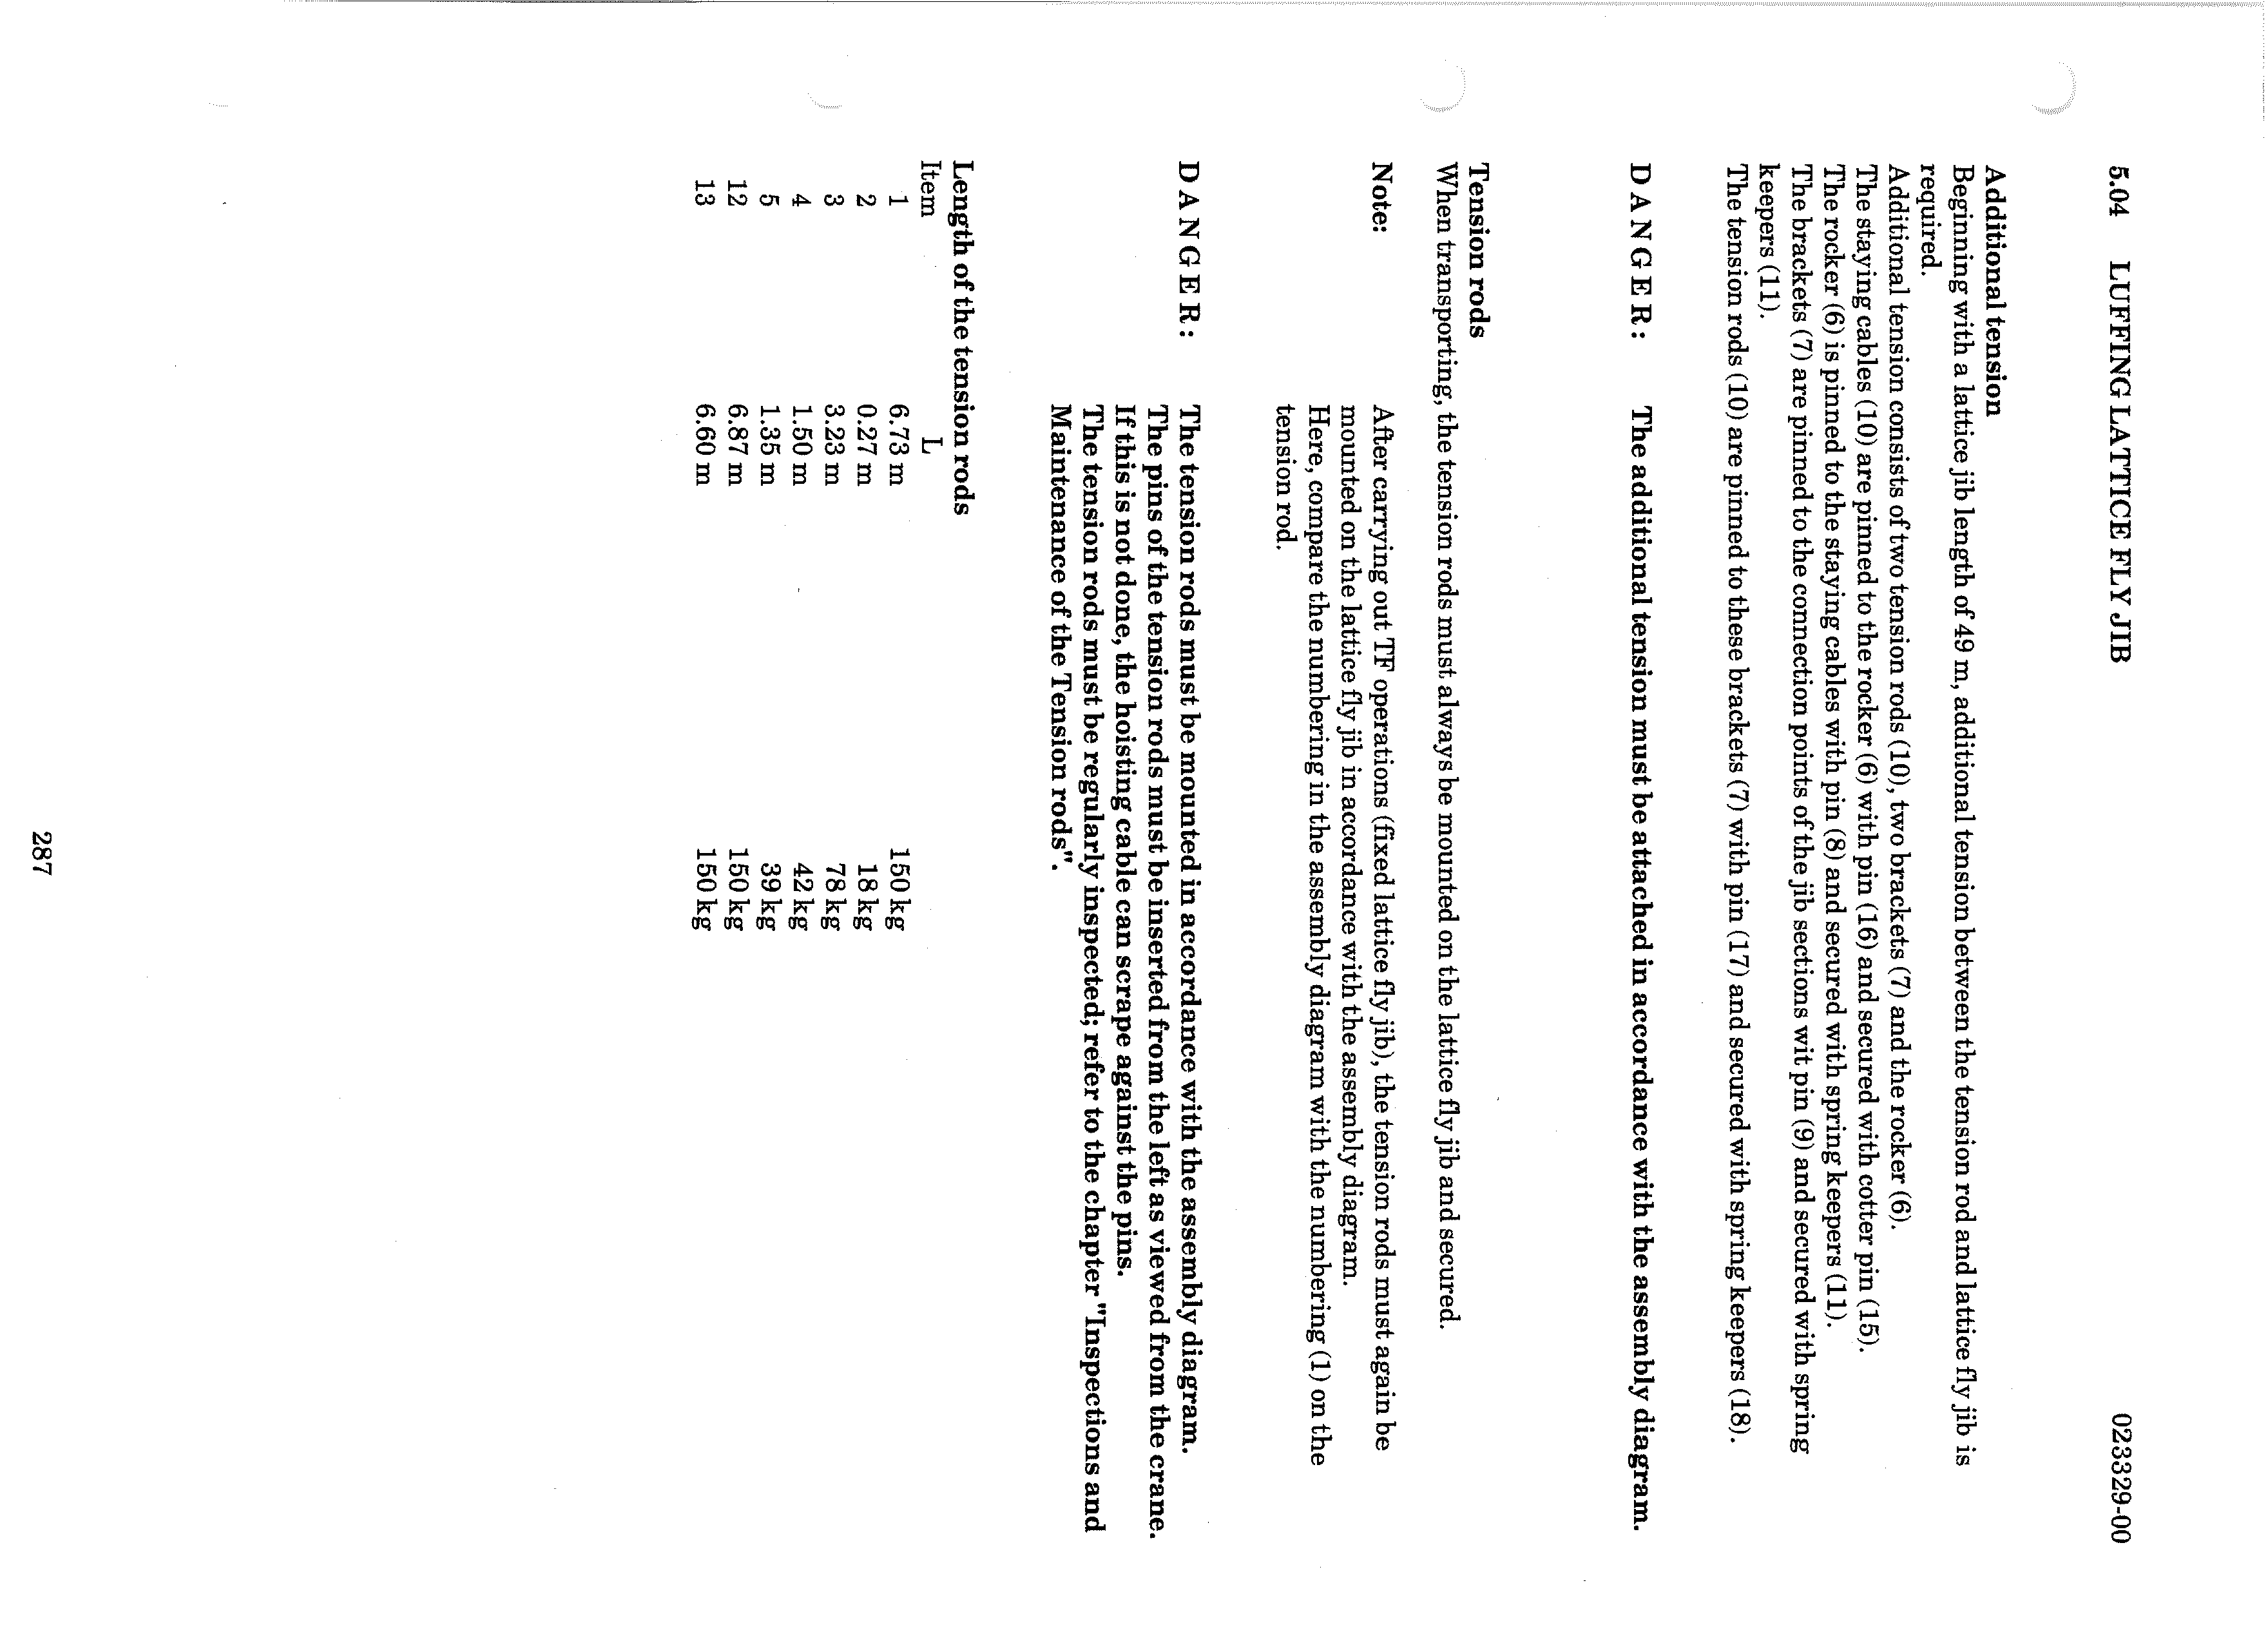 5.04 LUFFING LATTICE FLY JIB 023329-00
Additional tension
Beginning with a lattice jib length of 49 m, additional tension between the tension rod and lattice fly jib is
required.
Additional tension consists of two tension rods (10), two brackets (7) and the rocker (6).
The staying cables (10) are pinned to the rocker (6) with pin (16) and secured with cotter pin (15).
The rocker (6) is pinned to the staying cables with pin (8) and secured with spring keepers (11).
The brackets (7) are pinned to the connection points of the jib sections wit pin (9) and secured with spring
keepers (11).
The tension rods (10) are pinned to these brackets (7) with pin (17) and secured with spring keepers (18).
D A N G E R : The additional tension must be attached in accordance with the assembly diagram.
Tension rods
When transporting, the tension rods must always be mounted on the lattice fly jib and secured.
Note: After carrying out TF operations (fixed lattice fly jib), the tension rods must again be
mounted on the lattice fly jib in accordance with the assembly diagram.
Here, compare the numbering in the assembly diagram with the numbering (1) on the
tension rod.
D A N G E R : The tension rods must be mounted in accordance with the assembly diagram.
The pins of the tension rods must be inserted from the left as viewed from the crane.
If this is not done, the hoisting cable can scrape against the pins.
The tension rods must be regularly inspected; refer to the chapter "Inspections and
Maintenance of the Tension rods".
Length of the tension rods
Item L
1 6.73 m 150 kg
2 0.27 m 18 kg
3 3.23 m 78 kg
4 1.50 m 42 kg
5 1.35 m 39 kg
12 6.87 m 150 kg
13 6.60 m 150 kg
287